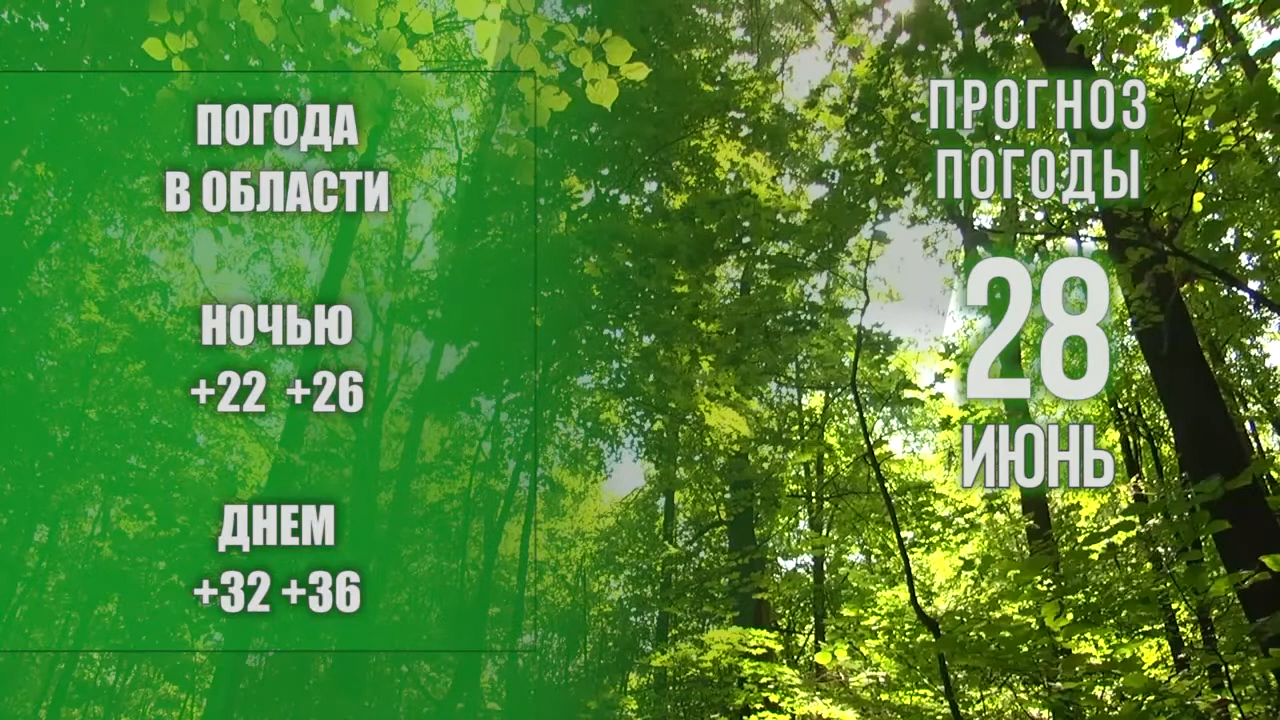 ПОГОДА
В ОБЛАСТИ
НОЧЬЮ
+22 +26
ДНЕМ
+32 +36
ПРОГНОЗ
ПОГОДЫ
28
ИЮНЬ